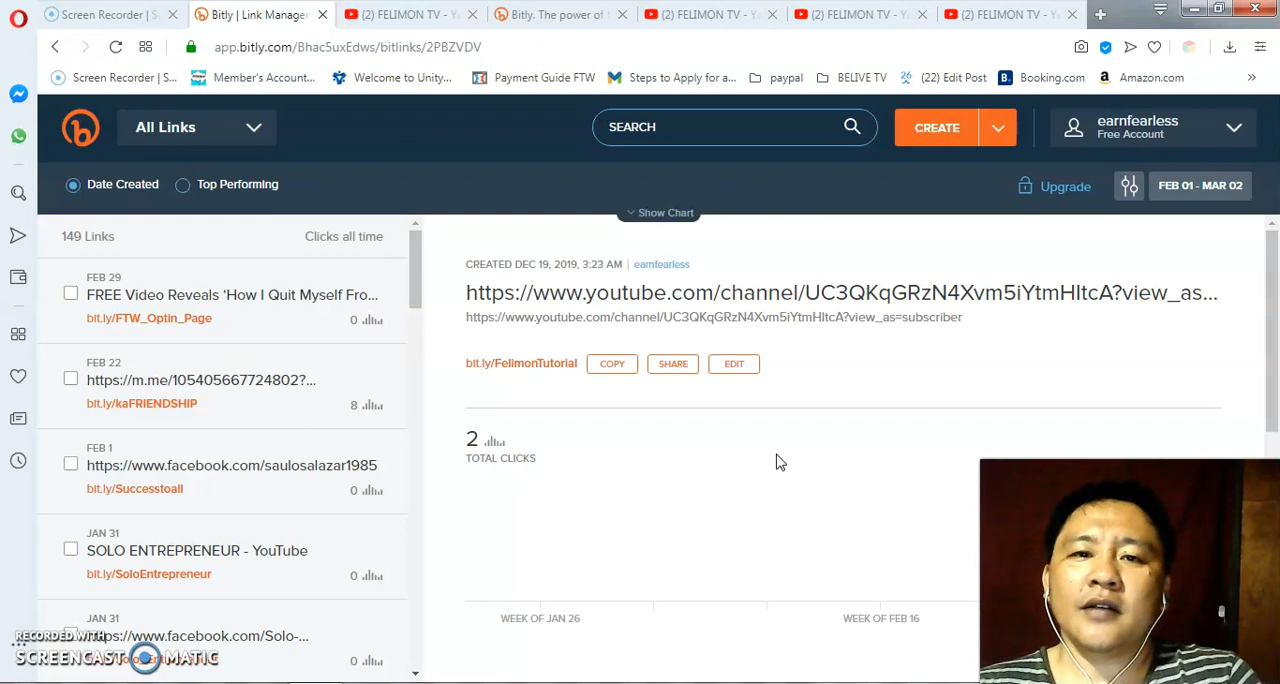 Screen Recorder | S
Bitly | Link Manager
(2) FELIMON TV - Y
Bitly. The power of
(2) FELIMON TV - Y
(2) FELIMON TV - Y
(2) FELIMON TV - Y
app.bitly.com/Bhac5uxEdws/bitlinks/2PBZVDV
Screen Recorder | S...
Member's Account...
Welcome to Unity...
Payment Guide FTW
Steps to Apply for a...
paypal
BELIVE TV
(22) Edit Post
Booking.com
Amazon.com
»
All Links
SEARCH
CREATE
earnfearless
Free Account
Date Created
Top Performing
Upgrade
FEB 01 - MAR 02
Show Chart
149 Links
Clicks all time
FEB 29
FREE Video Reveals ‘How I Quit Myself Fro...
bit.ly/FTW_Optin_Page
0
FEB 22
https://m.me/105405667724802?...
bit.ly/kaFRIENDSHIP
8
FEB 1
https://www.facebook.com/saulosalazar1985
bit.ly/Successtoall
0
JAN 31
SOLO ENTREPRENEUR - YouTube
bit.ly/SoloEntrepreneur
0
JAN 31
https://www.facebook.com/Solo-...
0
CREATED DEC 19, 2019, 3:23 AM | earnfearless
https://www.youtube.com/channel/UC3QKqGRzN4Xvm5iYtmHItcA?view_as...
https://www.youtube.com/channel/UC3QKqGRzN4Xvm5iYtmHItcA?view_as=subscriber
bit.ly/FelimonTutorial
COPY
SHARE
EDIT
2
TOTAL CLICKS
WEEK OF JAN 26
WEEK OF FEB 16
RECORDED WITH
SCREENCAST MATIC